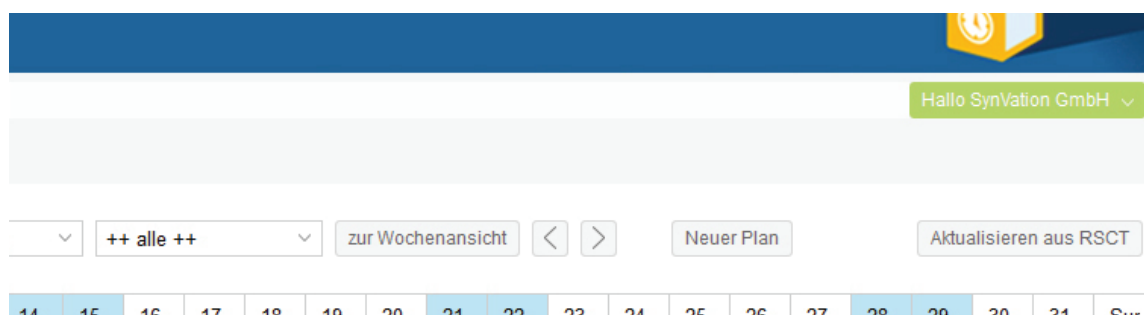 Hallo SynVation GmbH
++ alle ++ zur Wochenansicht < > Neuer Plan Aktualisieren aus RSCT
14 15 16 17 18 19 20 21 22 23 24 25 26 27 28 29 30 31